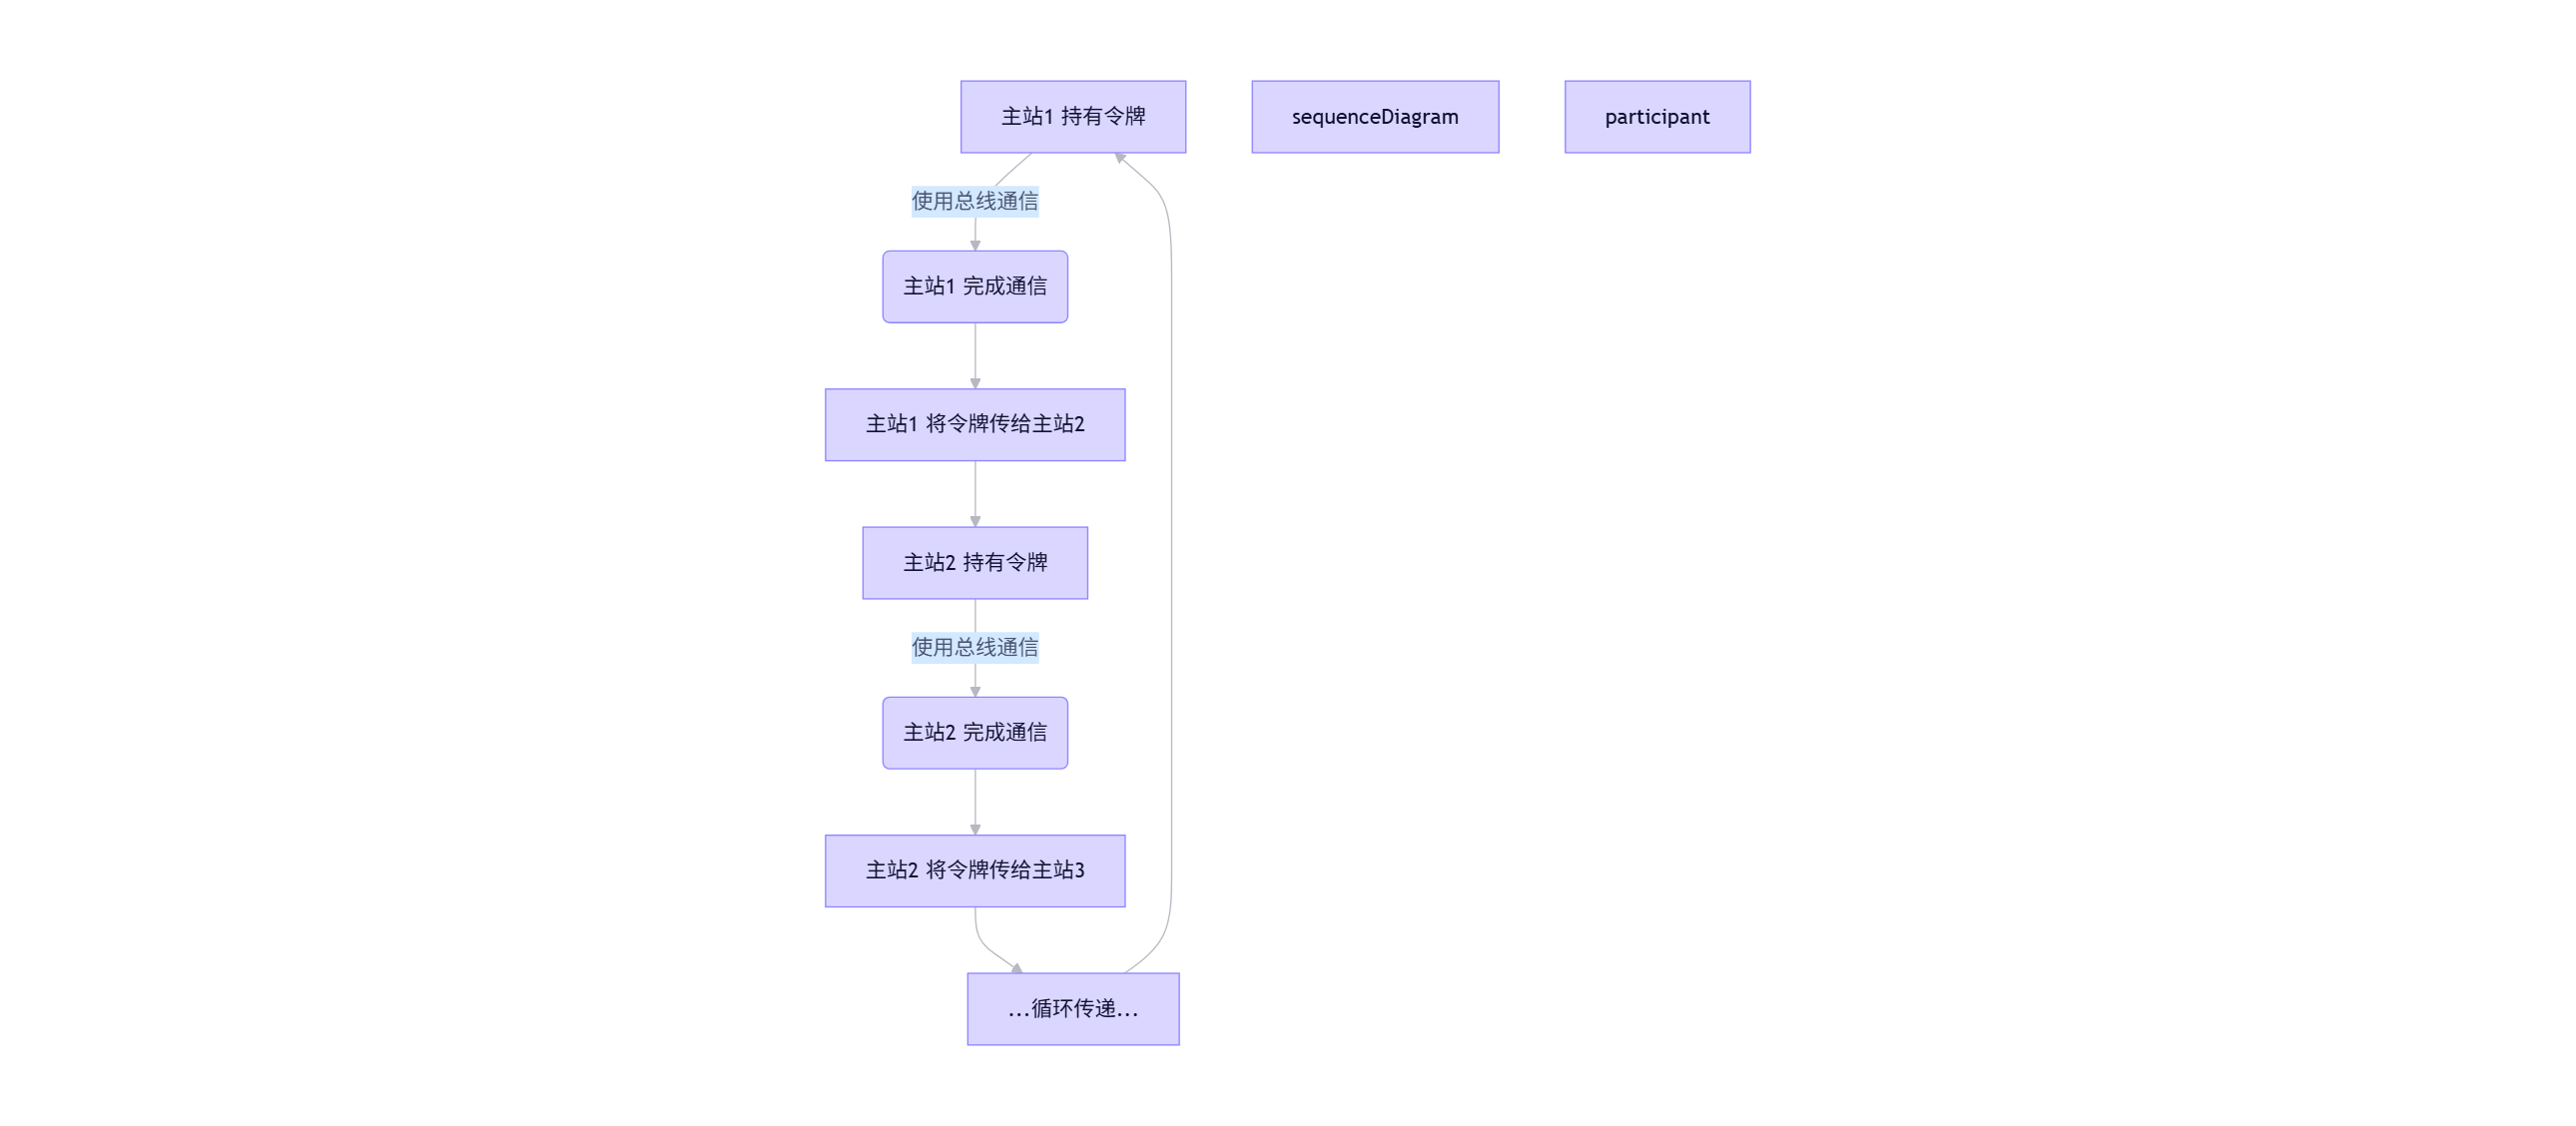 主站1 持有令牌
sequenceDiagram
participant
使用总线通信
主站1 完成通信
主站1 将令牌传给主站2
主站2 持有令牌
使用总线通信
主站2 完成通信
主站2 将令牌传给主站3
...循环传递...